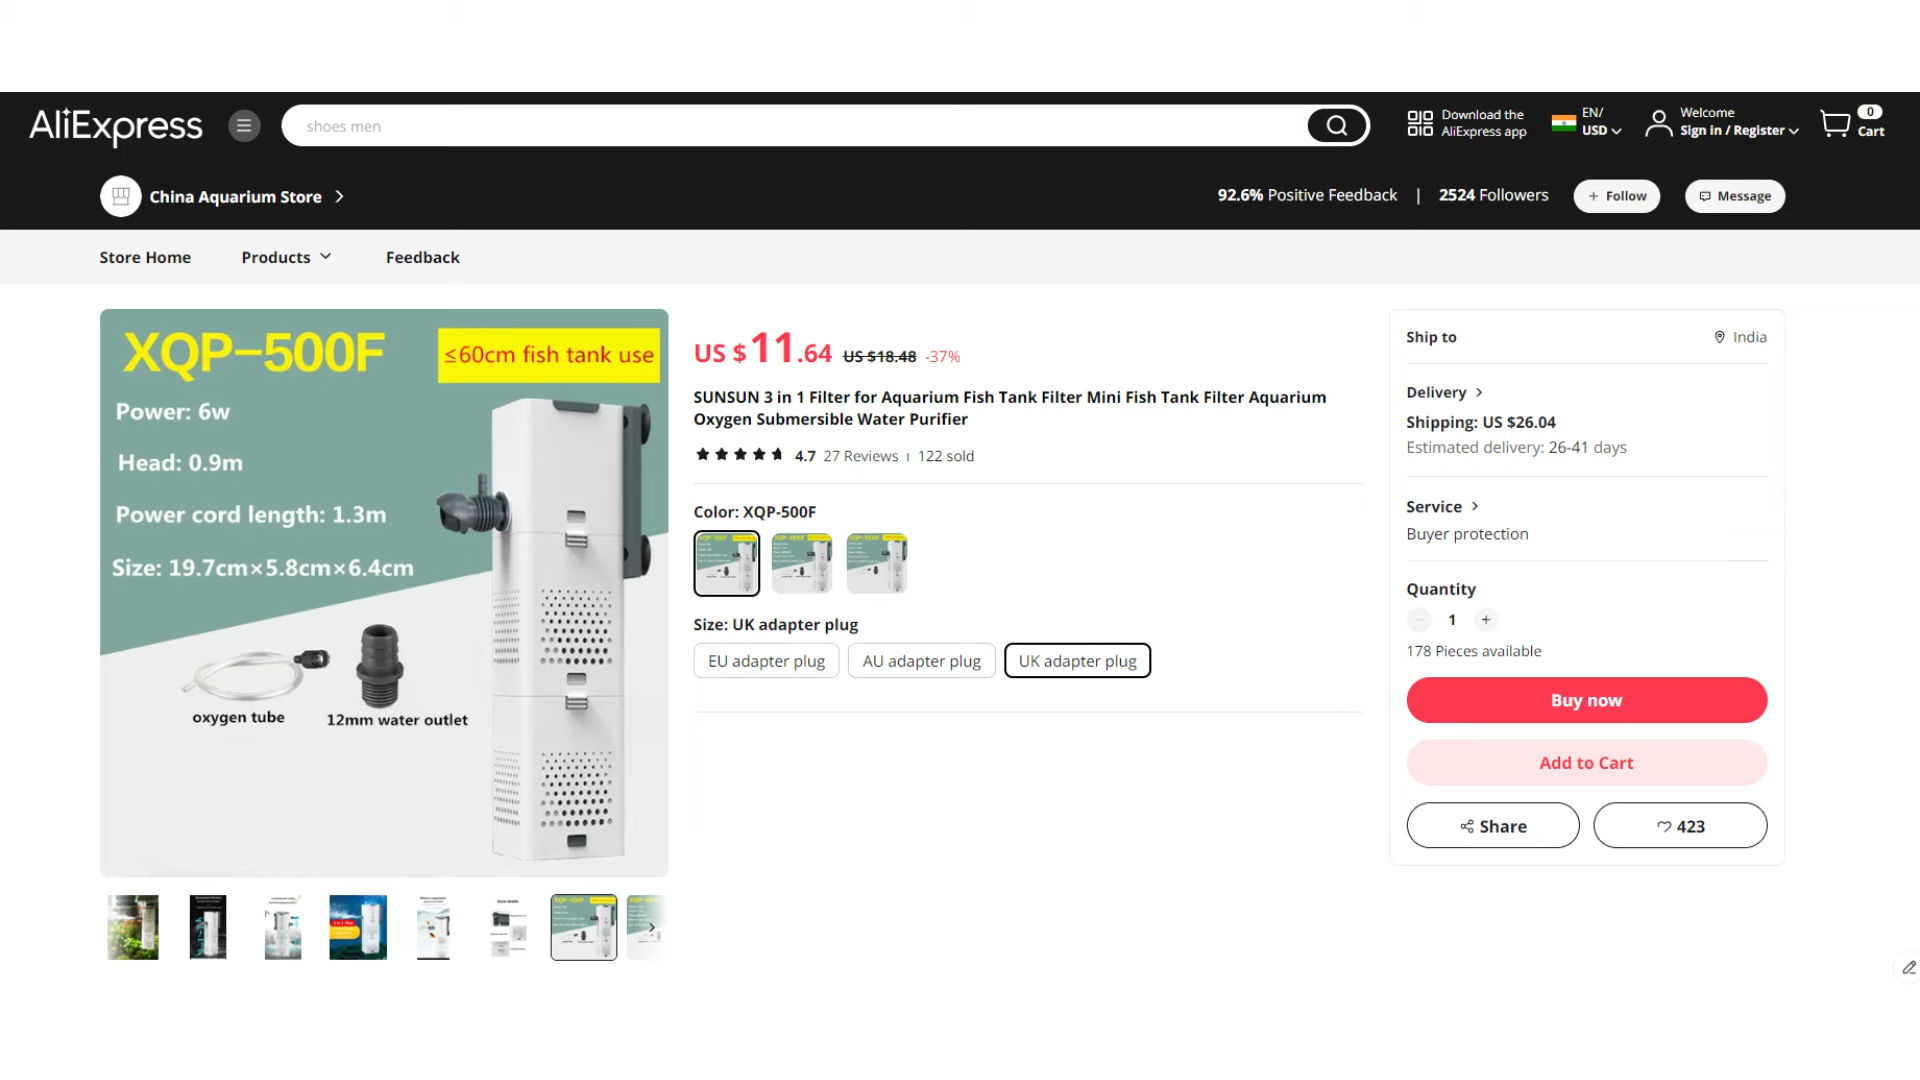 AliExpress
shoes men
Download the
AliExpress app
EN/
USD
Welcome
Sign in / Register
0
Cart
China Aquarium Store
92.6% Positive Feedback | 2524 Followers
+ Follow
Message
Store Home
Products
Feedback
XQP-500F
≤60cm fish tank use
Power: 6w
Head: 0.9m
Power cord length: 1.3m
Size: 19.7cm×5.8cm×6.4cm
oxygen tube
12mm water outlet
US $11.64 US $18.48 -37%
SUNSUN 3 in 1 Filter for Aquarium Fish Tank Filter Mini Fish Tank Filter Aquarium
Oxygen Submersible Water Purifier
4.7 27 Reviews 122 sold
Color: XQP-500F
Size: UK adapter plug
EU adapter plug
AU adapter plug
UK adapter plug
Ship to
India
Delivery
Shipping: US $26.04
Estimated delivery: 26-41 days
Service
Buyer protection
Quantity
- 1 +
178 Pieces available
Buy now
Add to Cart
Share
423